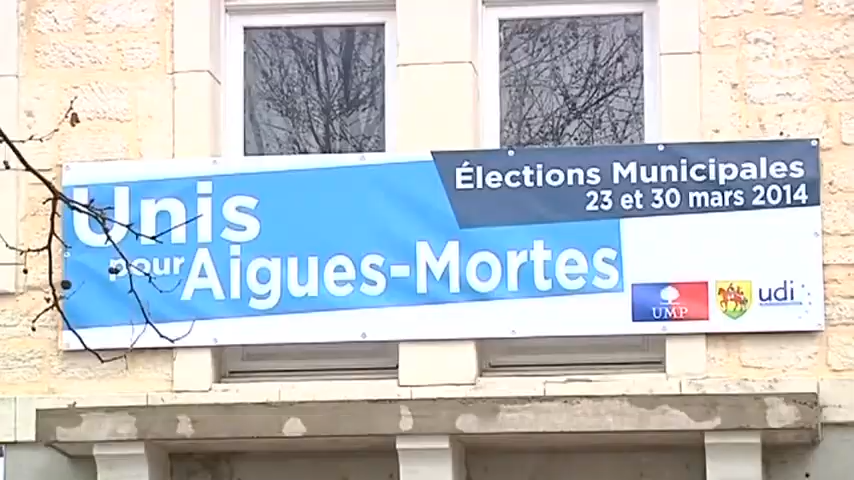 Unis
pour Aigues-Mortes
Élections Municipales
23 et 30 mars 2014
UMP
udi